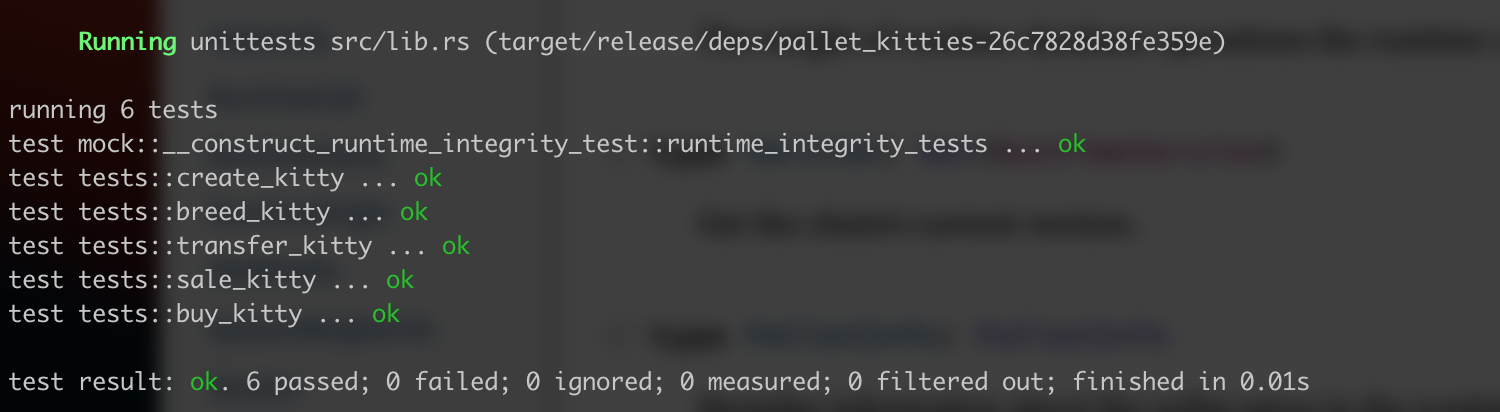 Running unittests src/lib.rs (target/release/deps/pallet_kitties-26c7828d38fe359e)
running 6 tests
test mock::__construct_runtime_integrity_test::runtime_integrity_tests ... ok
test tests::create_kitty ... ok
test tests::breed_kitty ... ok
test tests::transfer_kitty ... ok
test tests::sale_kitty ... ok
test tests::buy_kitty ... ok
test result: ok. 6 passed; 0 failed; 0 ignored; 0 measured; 0 filtered out; finished in 0.01s